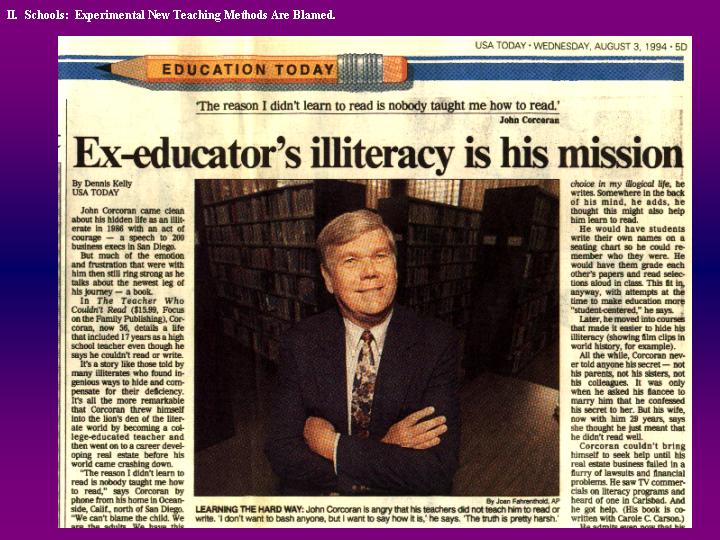 II.  Schools:  Experimental New Teaching Methods Are Blamed.
USA TODAY · WEDNESDAY, AUGUST 3, 1994 · 5D
EDUCATION TODAY
'The reason I didn't learn to read is nobody taught me how to read.'
John Corcoran
Ex-educator's illiteracy is his mission
By Dennis Kelly
USA TODAY
John Corcoran came clean
about his hidden life as an illit-
erate in 1986 with an act of
courage — a speech to 200
business execs in San Diego.
But much of the emotion
and frustration that were with
him then still ring strong as he
talks about the newest leg of
his journey — a book.
In The Teacher Who
Couldn't Read ($15.99, Focus
on the Family Publishing), Cor-
coran, now 56, details a life
that included 17 years as a high
school teacher even though he
says he couldn't read or write.
It's a story like those told by
many illiterates who found in-
genious ways to hide and com-
pensate for their deficiency.
It's all the more remarkable
that Corcoran threw himself
into the lion's den of the liter-
ate world by becoming a col-
lege-educated teacher and
then went on to a career devel-
oping real estate before his
world came crashing down.
"The reason I didn't learn to
read is nobody taught me how
to read," says Corcoran by
phone from his home in Ocean-
side, Calif., north of San Diego.
"We can't blame the child. We
are the adults. We have this
By Joan Fahrenthold, AP
LEARNING THE HARD WAY: John Corcoran is angry that his teachers did not teach him to read or
write. 'I don't want to bash anyone, but I want to say how it is,' he says. 'The truth is pretty harsh.'
choice in my illogical life, he
writes. Somewhere in the back
of his mind, he adds, he
thought this might also help
him learn to read.
He would have students
write their own names on a
seating chart so he could re-
member who they were. He
would have them grade each
other's papers and read selec-
tions aloud in class. This fit in,
anyway, with attempts at the
time to make education more
"student-centered," he says.
Later, he moved into courses
that made it easier to hide his
illiteracy (showing film clips in
world history, for example).
All the while, Corcoran nev-
er told anyone his secret — not
his parents, not his sisters, not
his colleagues. It was only
when he asked his fiancee to
marry him that he confessed
his secret to her. But his wife,
now with him 29 years, says
she thought he just meant that
he didn't read well.
Corcoran couldn't bring
himself to seek help until his
real estate business failed in a
flurry of lawsuits and financial
problems. He saw TV commer-
cials on literacy programs and
heard of one in Carlsbad. And
he got help. (His book is co-
written with Carole C. Carson.)
He admits even now that his